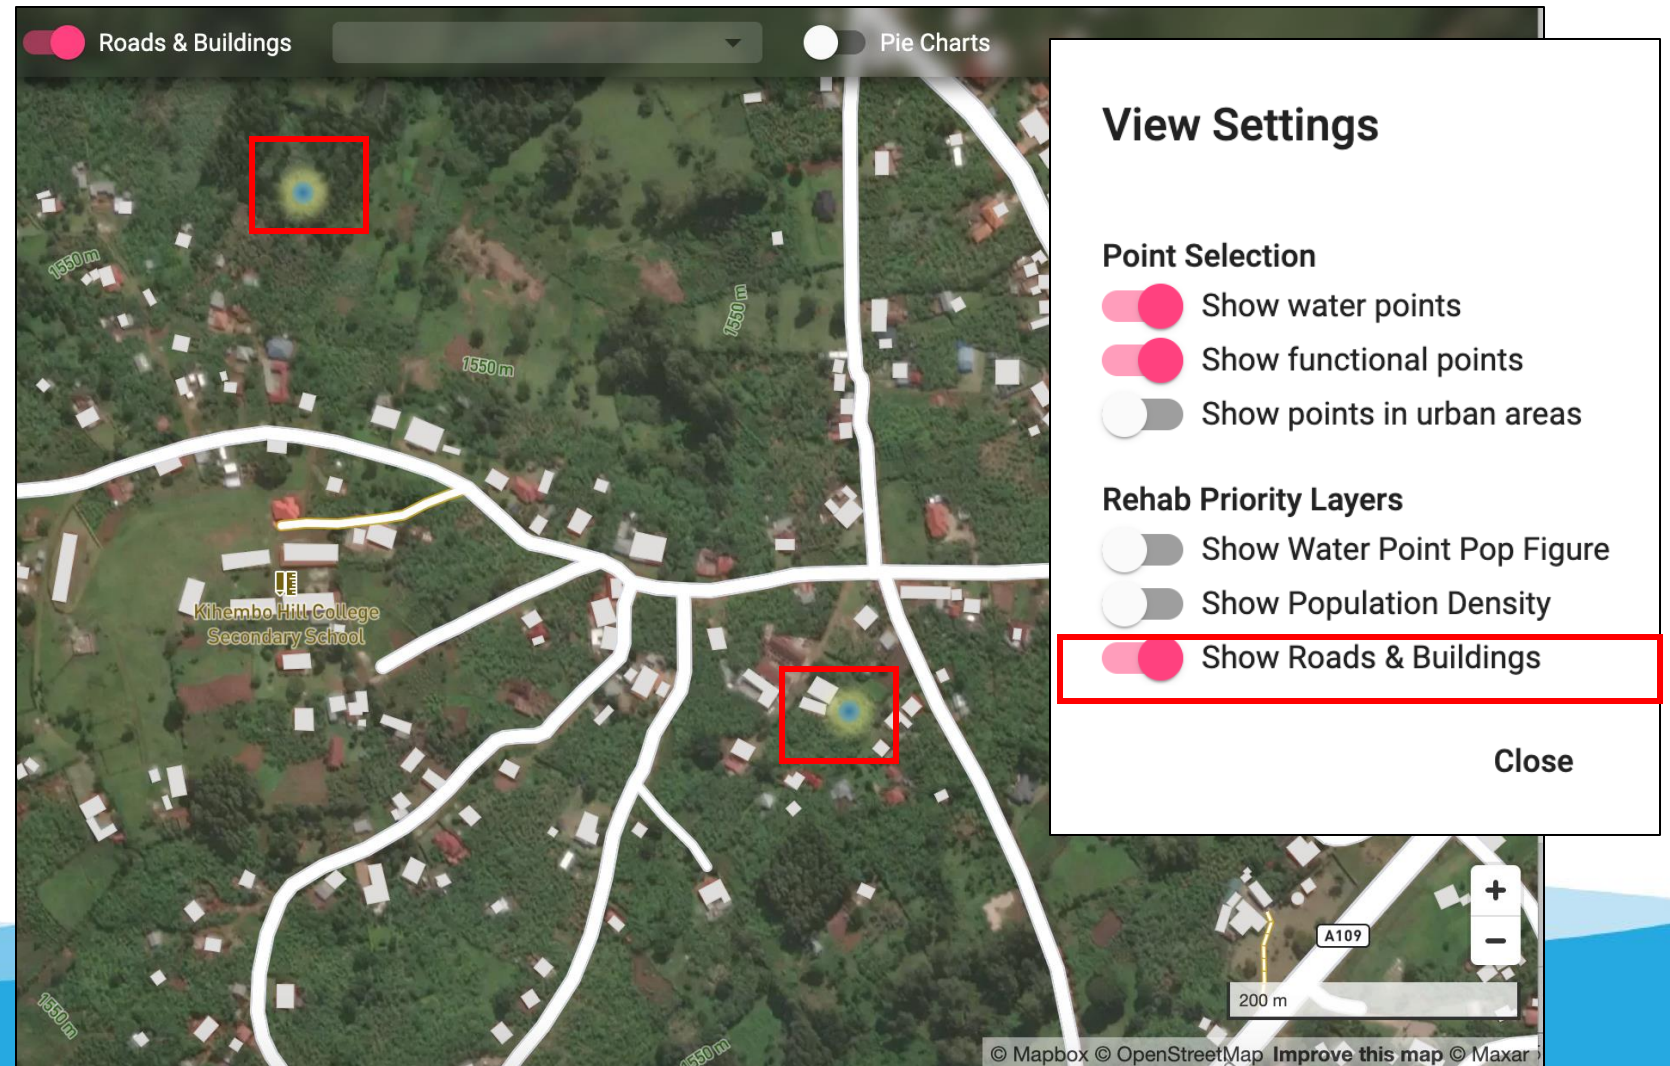 Roads & Buildings
Pie Charts
View Settings
Point Selection
Show water points
Show functional points
Show points in urban areas
Rehab Priority Layers
Show Water Point Pop Figure
Show Population Density
Show Roads & Buildings
Close
1550 m
1550 m
1550 m
Kihembo Hill College
Secondary School
+
−
A109
200 m
1550 m
1550 m
© Mapbox © OpenStreetMap Improve this map © Maxar